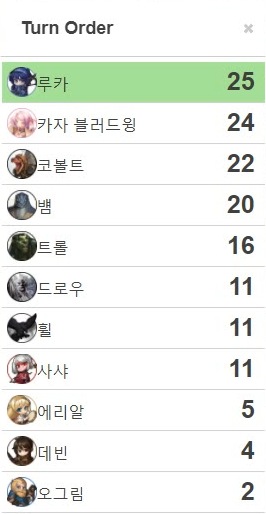 Turn Order ×
루카 25
카자 블러드윙 24
코볼트 22
뱀 20
트롤 16
드로우 11
휠 11
사샤 11
에리알 5
데빈 4
오그림 2